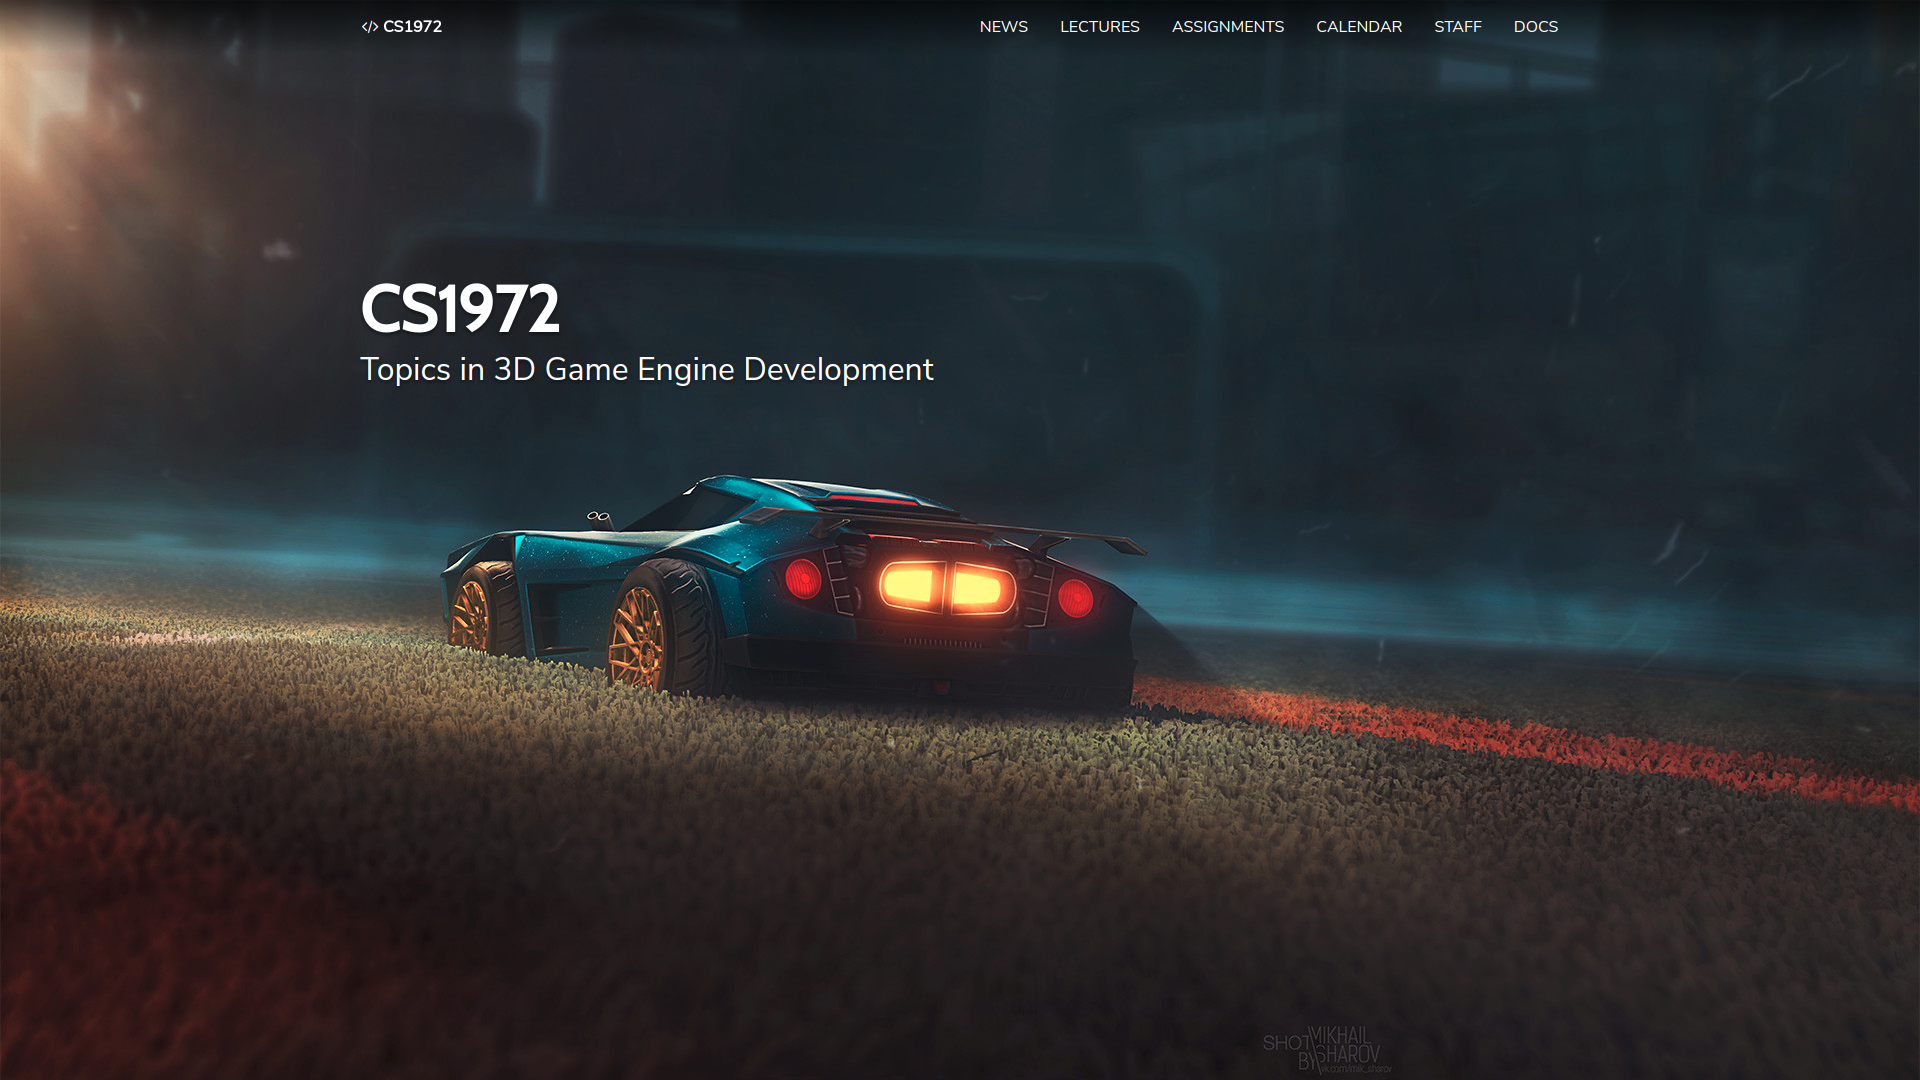 </> CS1972
NEWS LECTURES ASSIGNMENTS CALENDAR STAFF DOCS
CS1972
Topics in 3D Game Engine Development
SHOT MIKHAIL
BY SHAROV
vk.com/mik_sharov